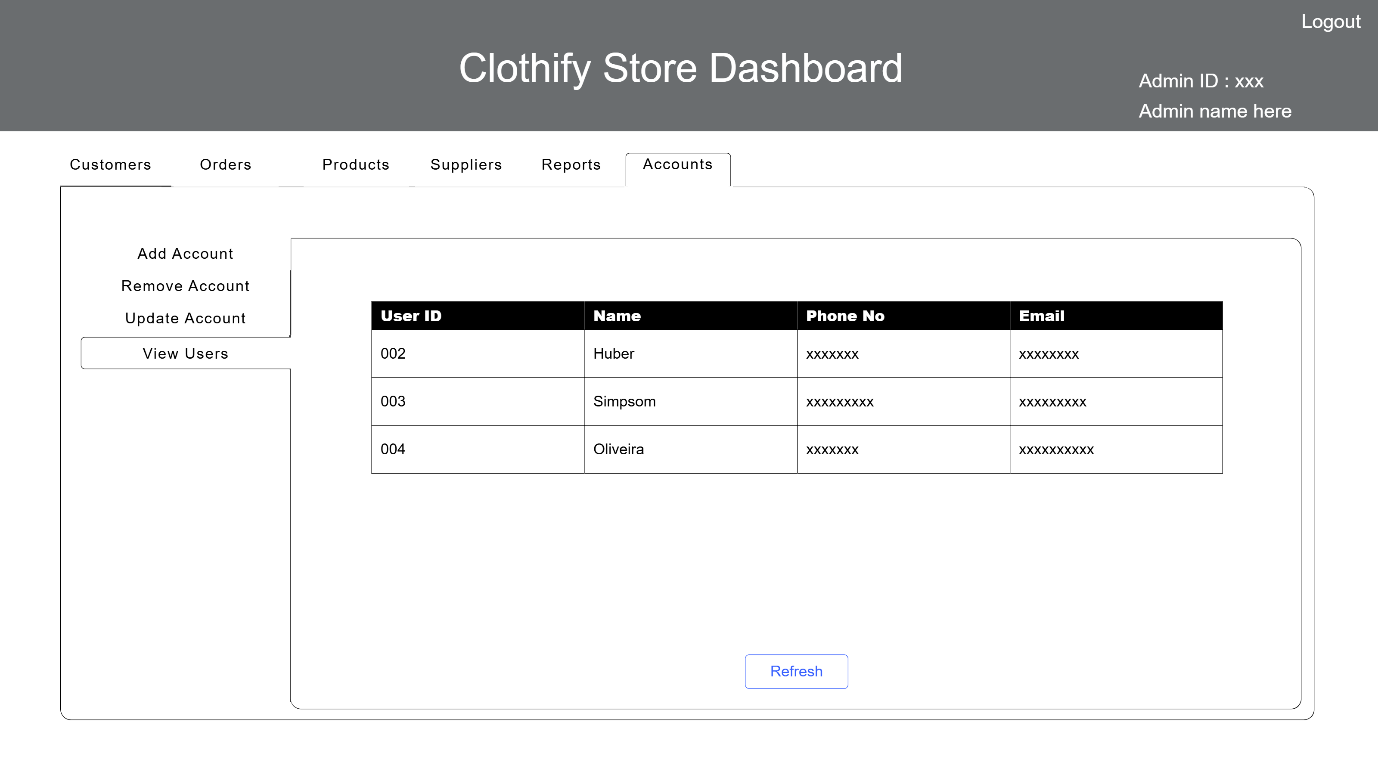 Logout
Clothify Store Dashboard
Admin ID : xxx
Admin name here
Customers Orders Products Suppliers Reports Accounts
Add Account
Remove Account
Update Account
View Users
User ID Name Phone No Email
002 Huber xxxxxxx xxxxxxxx
003 Simpsom xxxxxxxxx xxxxxxxxx
004 Oliveira xxxxxxx xxxxxxxxxx
Refresh